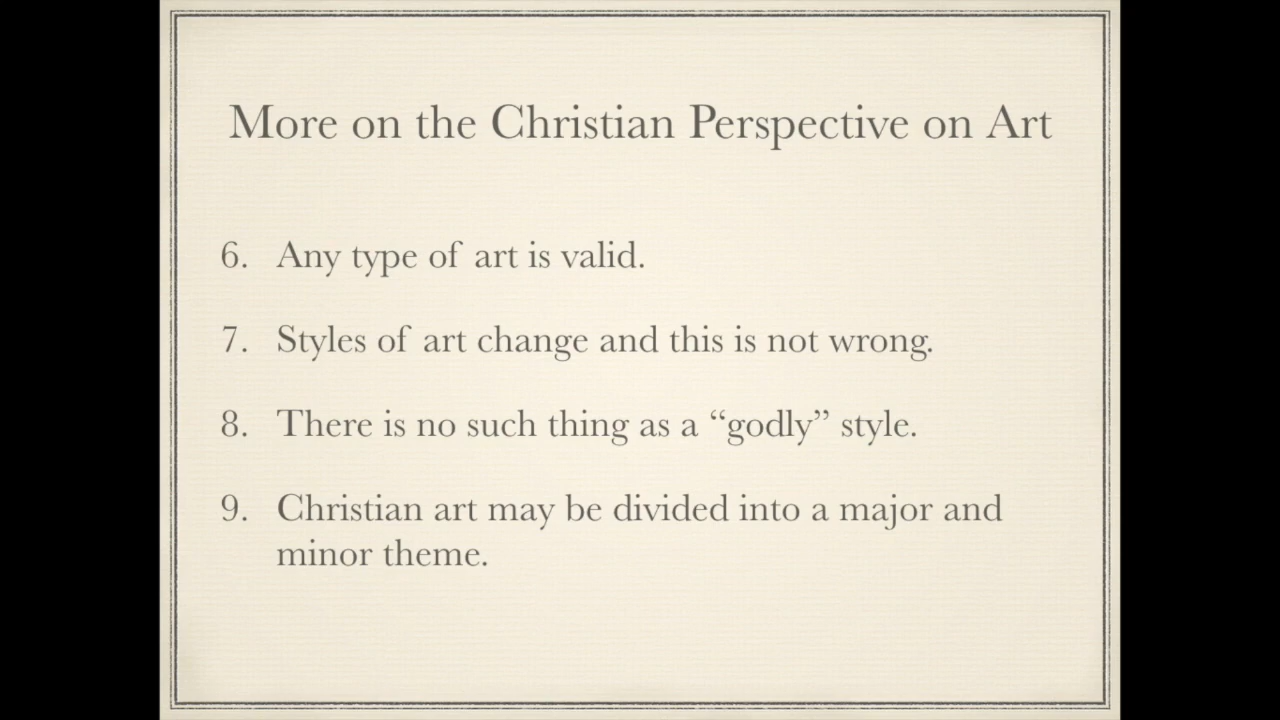 More on the Christian Perspective on Art
6. Any type of art is valid.
7. Styles of art change and this is not wrong.
8. There is no such thing as a “godly” style.
9. Christian art may be divided into a major and
minor theme.